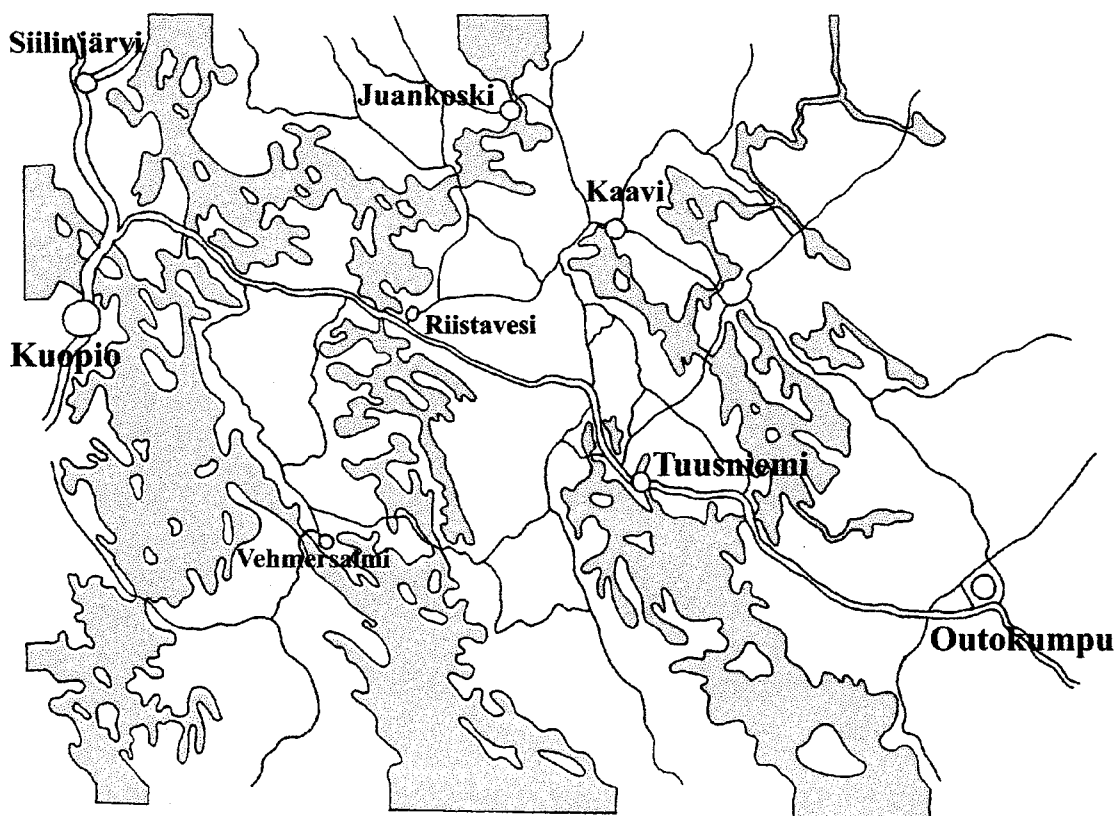 Siilinjärvi
Juankoski
Kaavi
Riistavesi
Kuopio
Tuusniemi
Vehmersalmi
Outokumpu